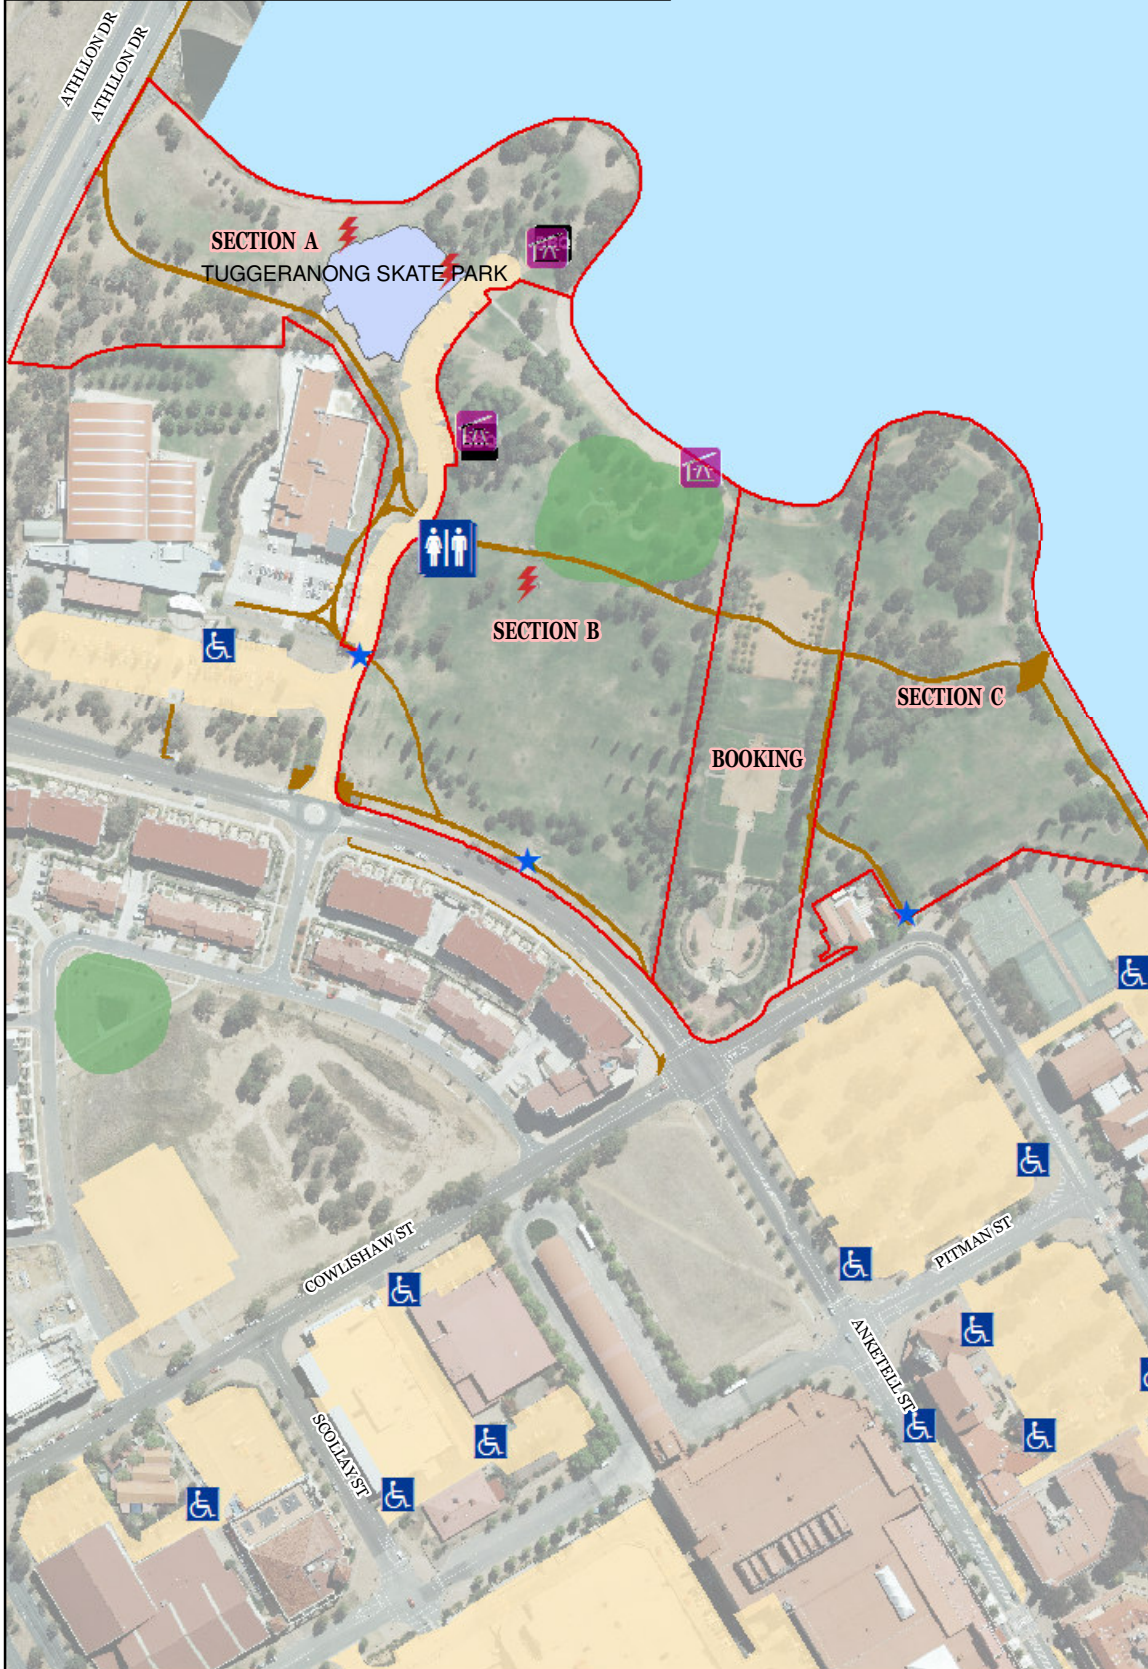 ATHLLON DR
ATHLLON DR
SECTION A
TUGGERANONG SKATE PARK
SECTION B
SECTION C
BOOKING
COWLISHAW ST
PITMAN ST
ANKETELL ST
SCOLLAY ST